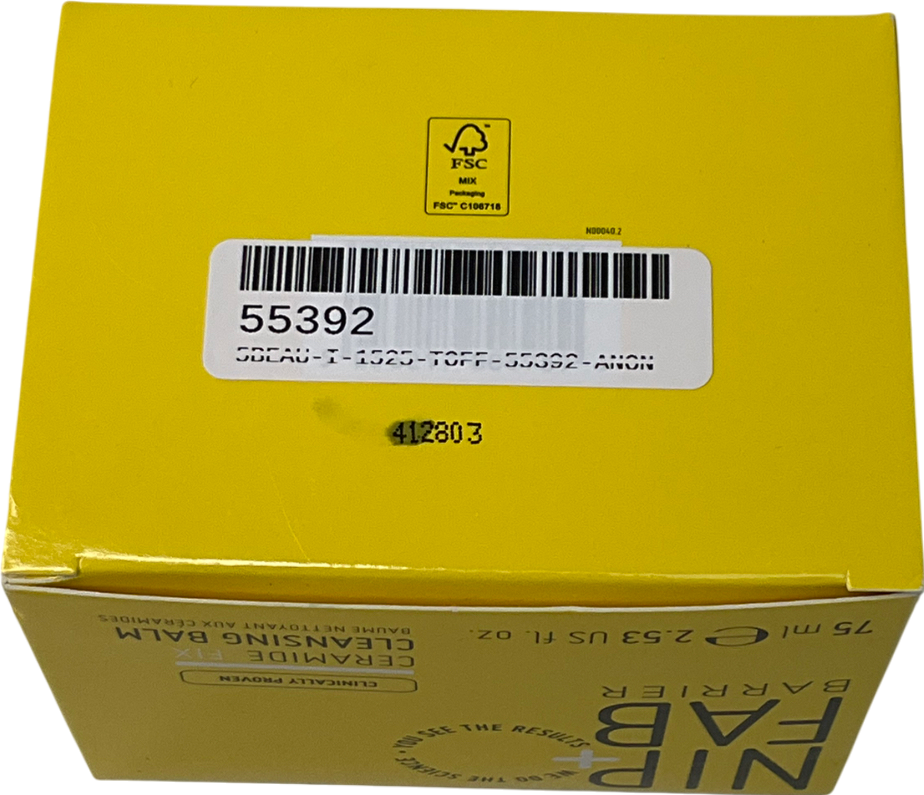 FSC™
MIX
Packaging
FSC™ C106718
N00040.2
55392
5BEAU-I-1525-TOFF-55392-ANON
412803
75 ml ℮ 2.53 US fl. oz.
BARRIER
NIP+
FAB
CERAMIDE FIX
CLEANSING BALM
BAUME NETTOYANT AUX CÉRAMIDES
CLINICALLY PROVEN
WE DO THE SCIENCE • YOU SEE THE RESULTS